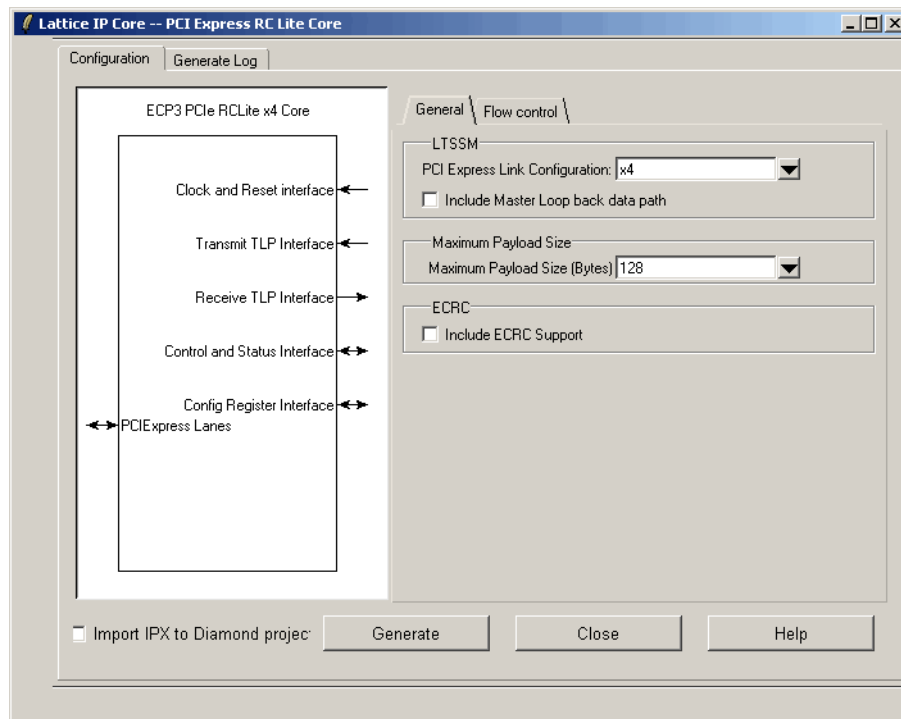 Lattice IP Core -- PCI Express RC Lite Core
Configuration
Generate Log
ECP3 PCIe RCLite x4 Core
Clock and Reset interface
Transmit TLP Interface
Receive TLP Interface
Control and Status Interface
Config Register Interface
PCIExpress Lanes
General
Flow control
LTSSM
PCI Express Link Configuration: x4
Include Master Loop back data path
Maximum Payload Size
Maximum Payload Size (Bytes) 128
ECRC
Include ECRC Support
Import IPX to Diamond projec
Generate
Close
Help